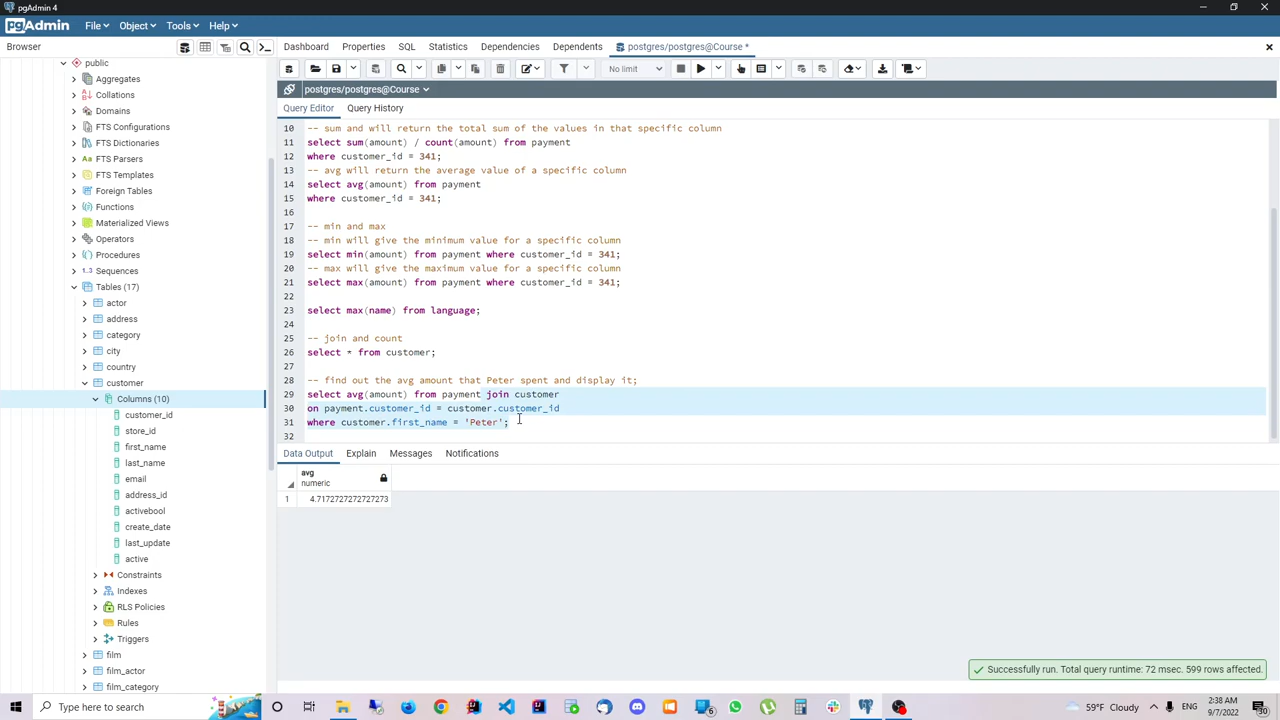 pgAdmin 4
pgAdmin File Object Tools Help
Browser Dashboard Properties SQL Statistics Dependencies Dependents postgres/postgres@Course *
No limit
postgres/postgres@Course
Query Editor Query History
public
Aggregates
Collations
Domains
FTS Configurations
FTS Dictionaries
FTS Parsers
FTS Templates
Foreign Tables
Functions
Materialized Views
Operators
Procedures
Sequences
Tables (17)
actor
address
category
city
country
customer
Columns (10)
customer_id
store_id
first_name
last_name
email
address_id
activebool
create_date
last_update
active
Constraints
Indexes
RLS Policies
Rules
Triggers
film
film_actor
film_category
10 -- sum and will return the total sum of the values in that specific column
11 select sum(amount) / count(amount) from payment
12 where customer_id = 341;
13 -- avg will return the average value of a specific column
14 select avg(amount) from payment
15 where customer_id = 341;
16
17 -- min and max
18 -- min will give the minimum value for a specific column
19 select min(amount) from payment where customer_id = 341;
20 -- max will give the maximum value for a specific column
21 select max(amount) from payment where customer_id = 341;
22
23 select max(name) from language;
24
25 -- join and count
26 select * from customer;
27
28 -- find out the avg amount that Peter spent and display it;
29 select avg(amount) from payment join customer
30 on payment.customer_id = customer.customer_id
31 where customer.first_name = 'Peter';
32
Data Output Explain Messages Notifications
avg
numeric
1 4.7172727272727273
Successfully run. Total query runtime: 72 msec. 599 rows affected.
Type here to search
6
59°F Cloudy ENG
2:38 AM
9/7/2022
30